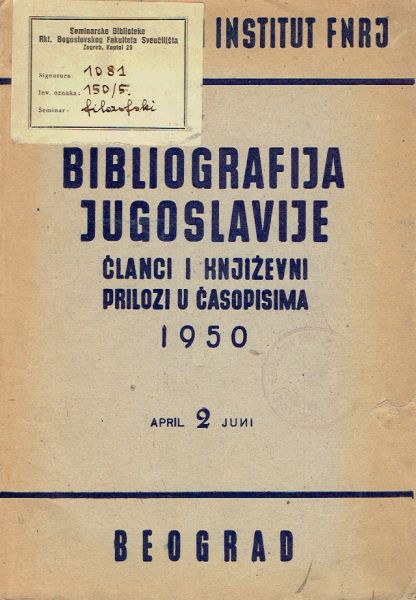 Seminarske Biblioteke
Rkt. Bogoslovskog Fakulteta Sveučilišta
Zagreb, Kaptol 29
Signatura: 1081
Inv. oznaka: 150/5.
Seminar: filozofski
INSTITUT FNRJ
BIBLIOGRAFIJA
JUGOSLAVIJE
ČLANCI I KNJIŽEVNI
PRILOZI U ČASOPISIMA
1950
APRIL 2 JUNI
BEOGRAD